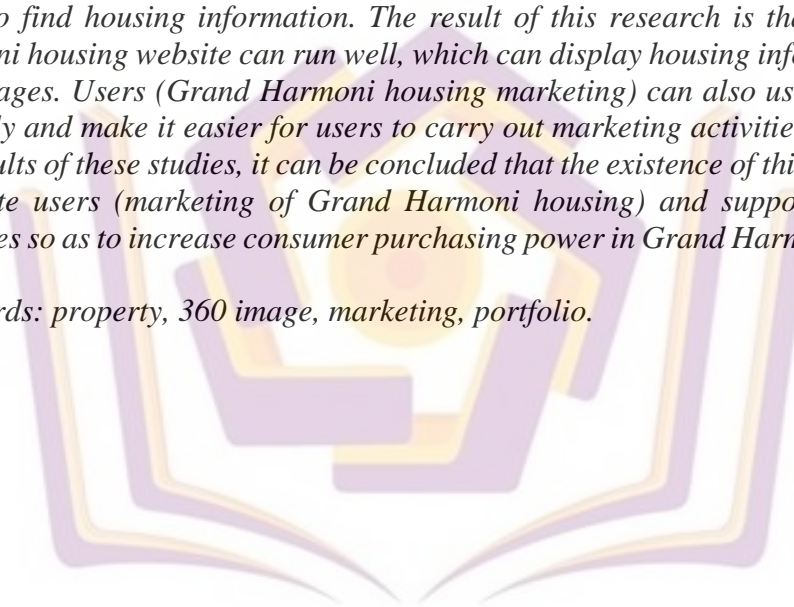 o find housing information. The result of this research is tha
ni housing website can run well, which can display housing info
ages. Users (Grand Harmoni housing marketing) can also us
ly and make it easier for users to carry out marketing activitie
ults of these studies, it can be concluded that the existence of thi
te users (marketing of Grand Harmoni housing) and suppo
es so as to increase consumer purchasing power in Grand Harm
rds: property, 360 image, marketing, portfolio.